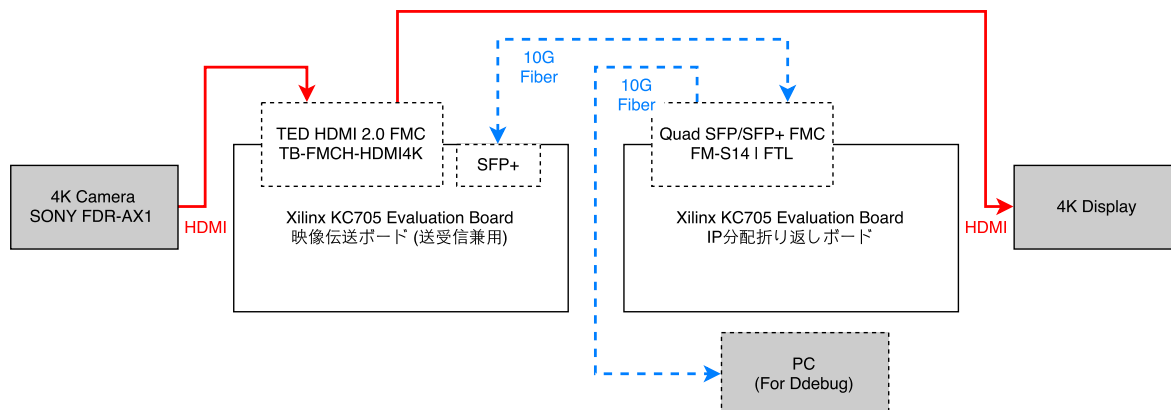 10G
Fiber
10G
Fiber
TED HDMI 2.0 FMC
TB-FMCH-HDMI4K
SFP+
Quad SFP/SFP+ FMC
FM-S14 | FTL
4K Camera
SONY FDR-AX1
HDMI
Xilinx KC705 Evaluation Board
映像伝送ボード (送受信兼用)
Xilinx KC705 Evaluation Board
IP分配折り返しボード
HDMI
4K Display
PC
(For Ddebug)